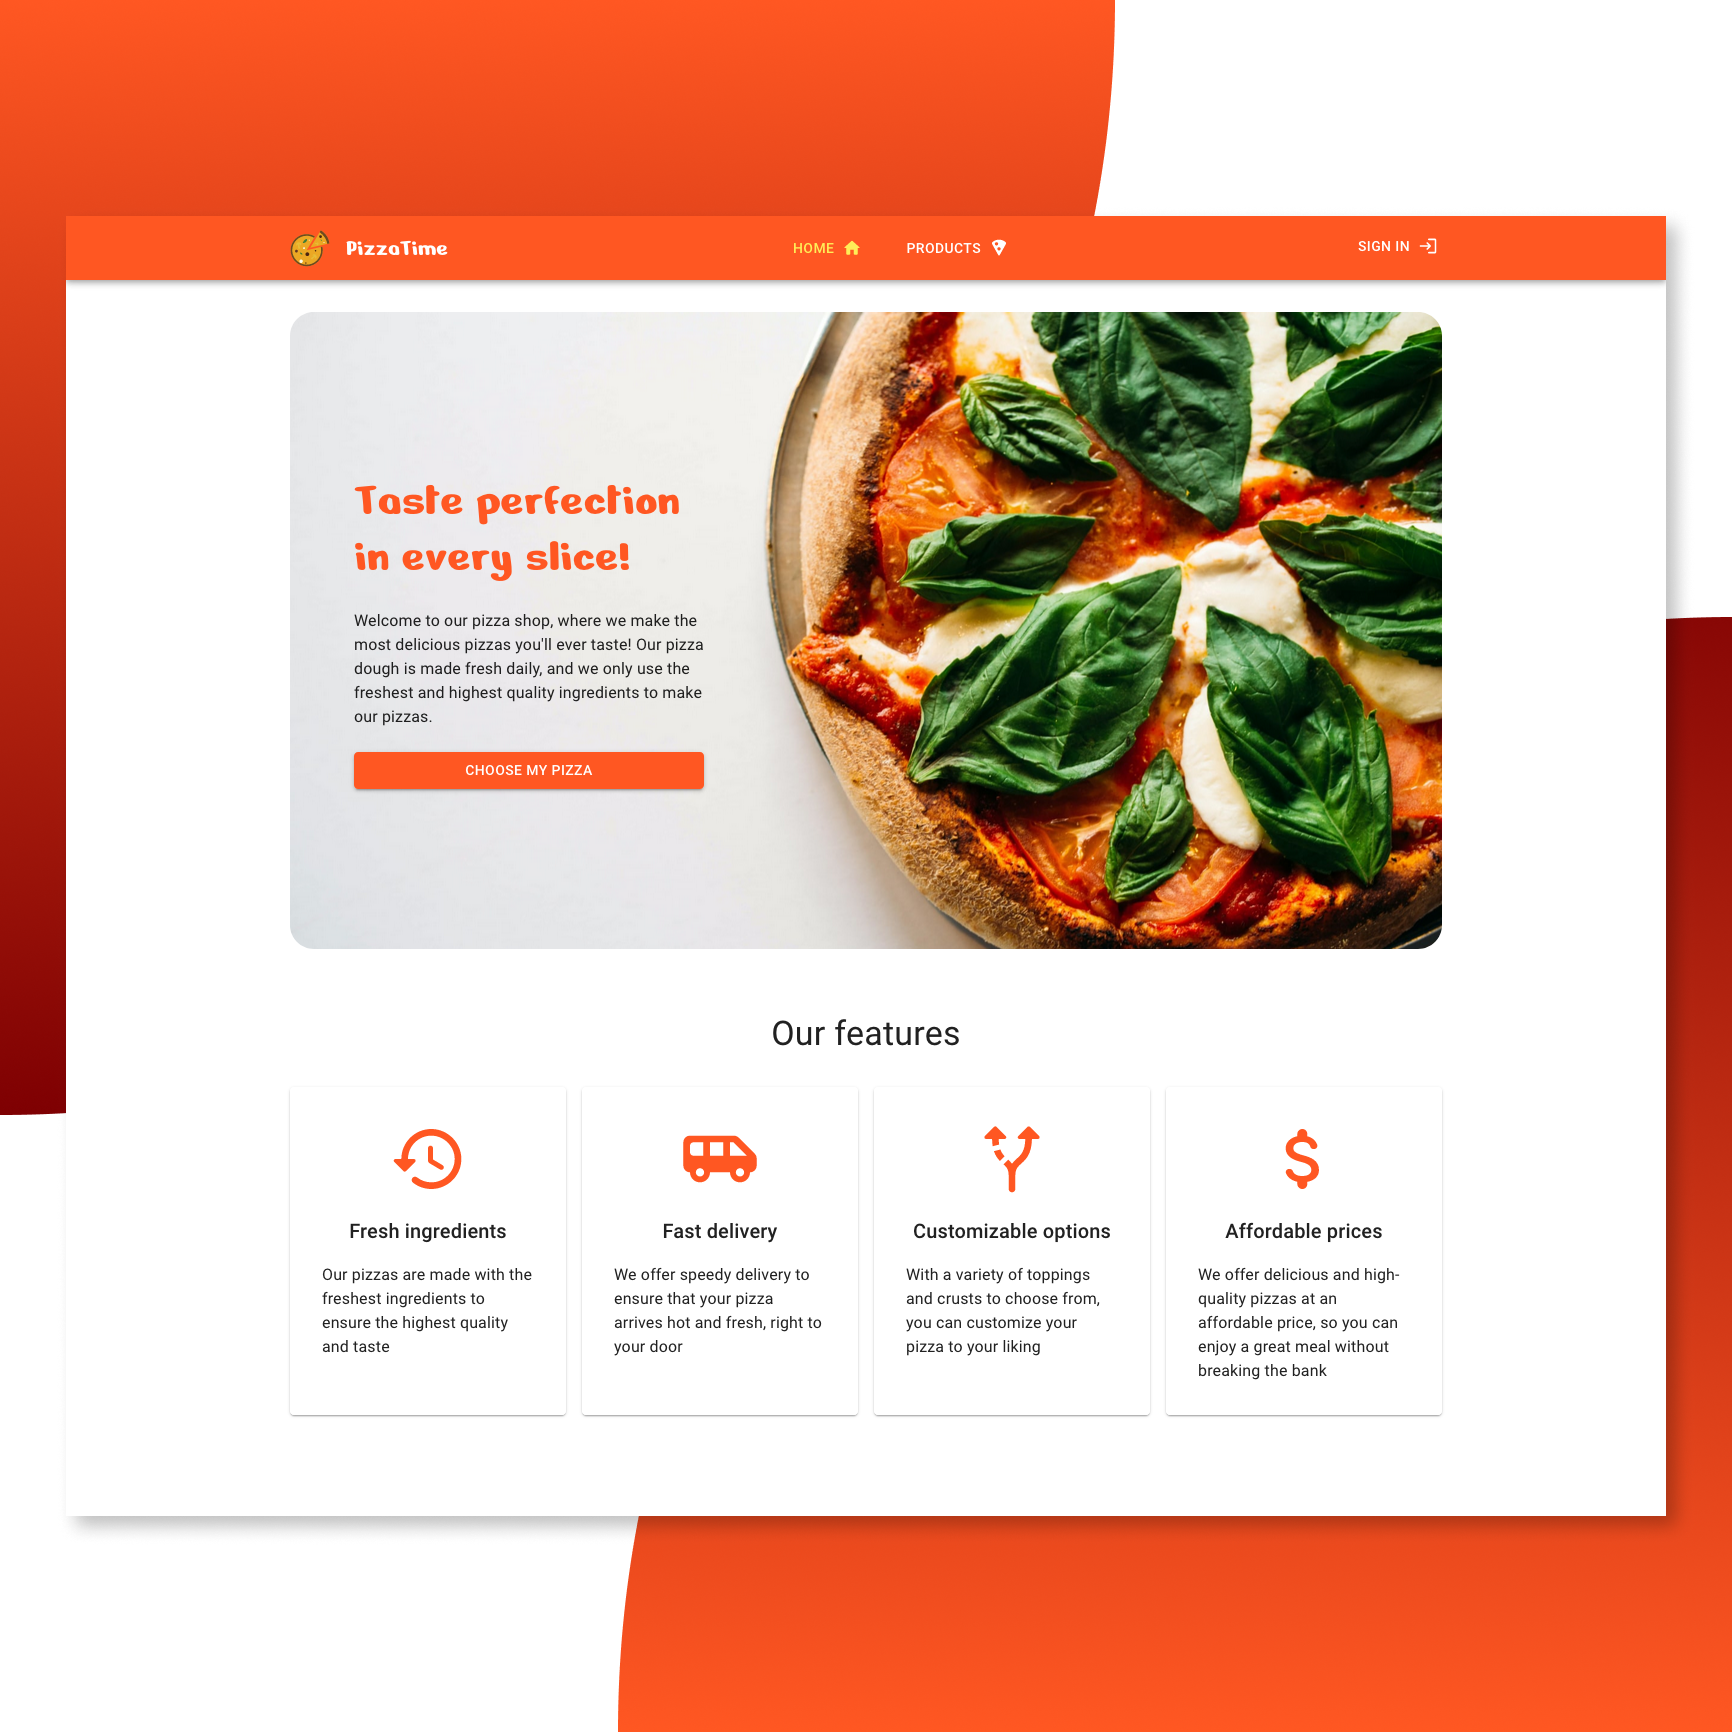 PizzaTime
HOME
PRODUCTS
SIGN IN
Taste perfection
in every slice!
Welcome to our pizza shop, where we make the
most delicious pizzas you'll ever taste! Our pizza
dough is made fresh daily, and we only use the
freshest and highest quality ingredients to make
our pizzas.
CHOOSE MY PIZZA
Our features
Fresh ingredients
Our pizzas are made with the
freshest ingredients to
ensure the highest quality
and taste
Fast delivery
We offer speedy delivery to
ensure that your pizza
arrives hot and fresh, right to
your door
Customizable options
With a variety of toppings
and crusts to choose from,
you can customize your
pizza to your liking
Affordable prices
We offer delicious and high-
quality pizzas at an
affordable price, so you can
enjoy a great meal without
breaking the bank